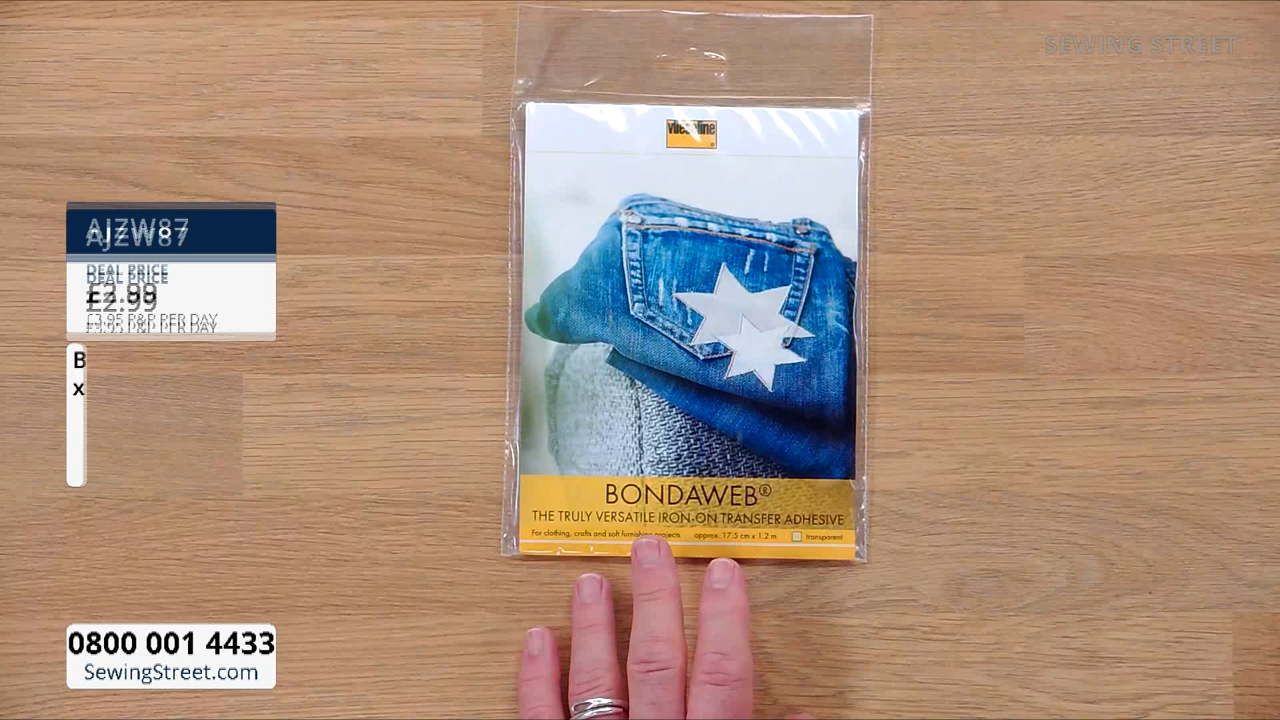 SEWING STREET
vlieseline
AJZW87
DEAL PRICE
£2.99
£3.95 P&P PER DAY
B
x
BONDAWEB®
THE TRULY VERSATILE IRON-ON TRANSFER ADHESIVE
For clothing, crafts and soft furnishing projects approx. 17.5 cm x 1.2 m transparent
0800 001 4433
SewingStreet.com